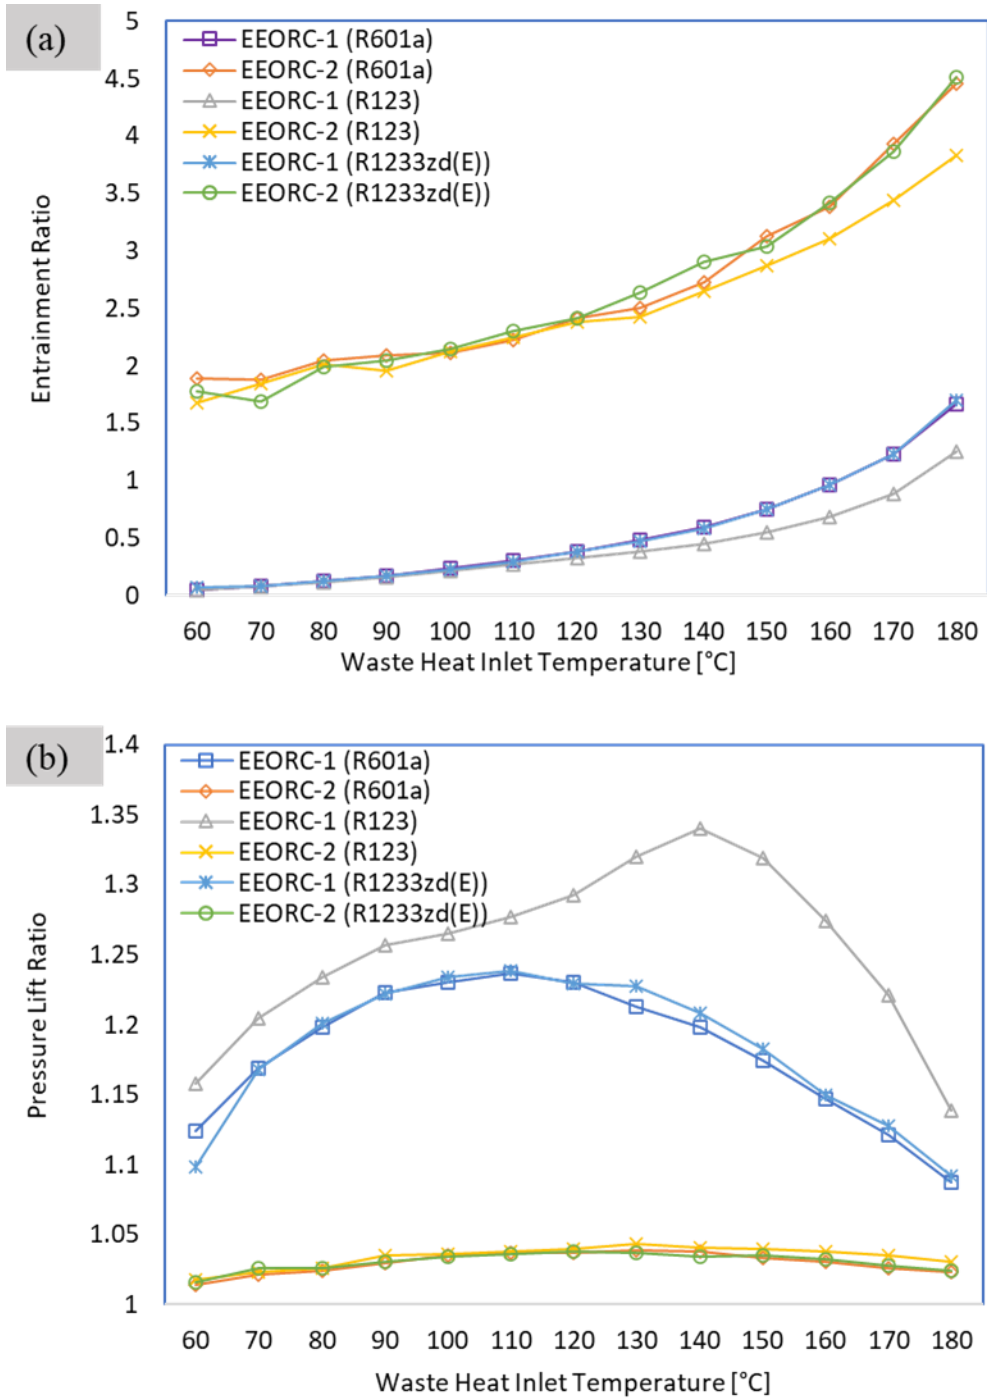 (a)
5
4.5
4
3.5
3
2.5
2
1.5
1
0.5
0
Entrainment Ratio
EEORC-1 (R601a)
EEORC-2 (R601a)
EEORC-1 (R123)
EEORC-2 (R123)
EEORC-1 (R1233zd(E))
EEORC-2 (R1233zd(E))
60 70 80 90 100 110 120 130 140 150 160 170 180
Waste Heat Inlet Temperature [°C]
(b)
1.4
1.35
1.3
1.25
1.2
1.15
1.1
1.05
1
Pressure Lift Ratio
EEORC-1 (R601a)
EEORC-2 (R601a)
EEORC-1 (R123)
EEORC-2 (R123)
EEORC-1 (R1233zd(E))
EEORC-2 (R1233zd(E))
60 70 80 90 100 110 120 130 140 150 160 170 180
Waste Heat Inlet Temperature [°C]